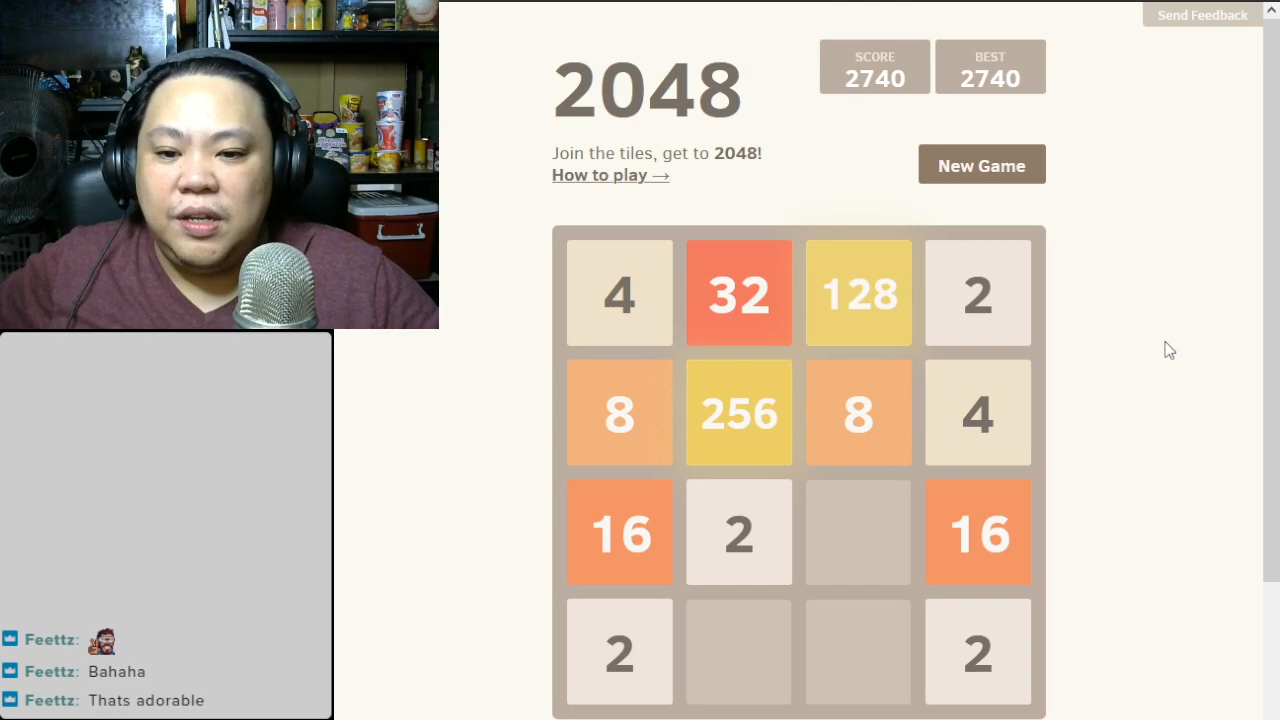 Send Feedback
2048
SCORE
2740
BEST
2740
Join the tiles, get to 2048!
How to play →
New Game
4 32 128 2
8 256 8 4
16 2 16
2 2
Feettz:
Feettz: Bahaha
Feettz: Thats adorable